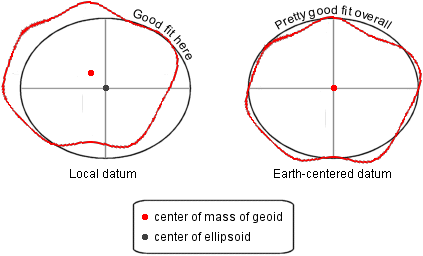 Good fit here
Pretty good fit overall
Local datum
Earth-centered datum
center of mass of geoid
center of ellipsoid